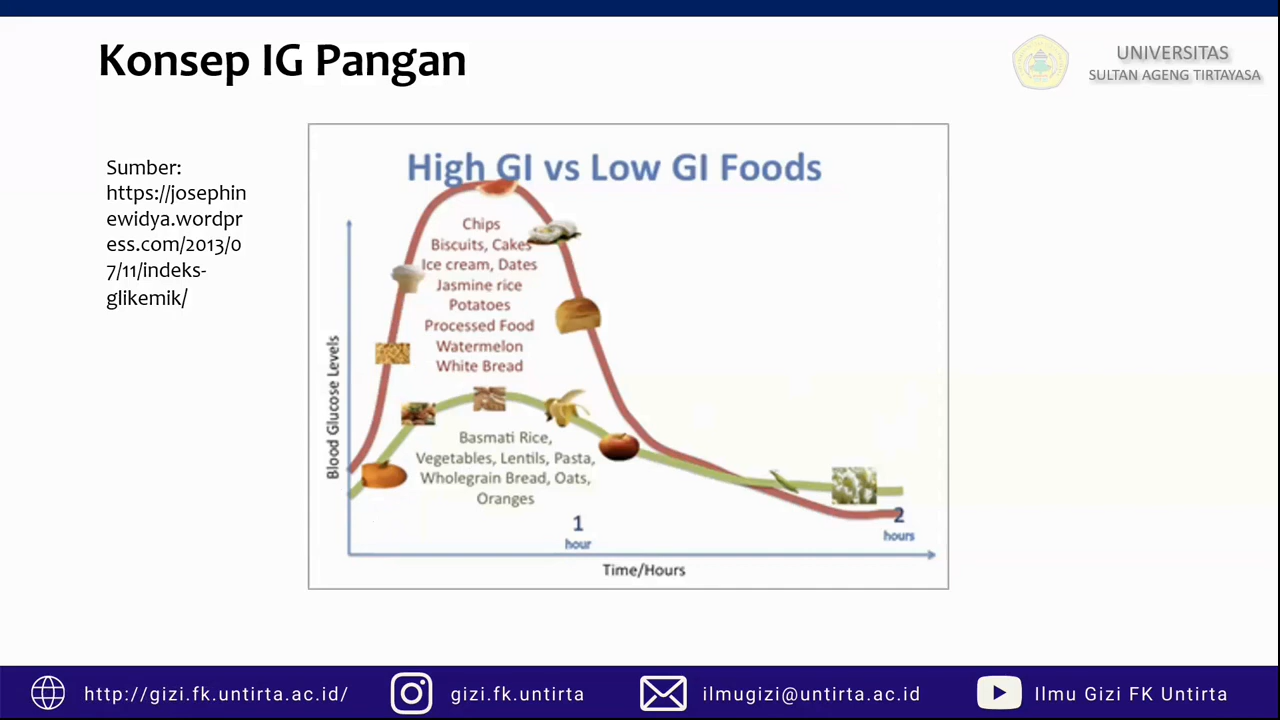 Konsep IG Pangan
UNIVERSITAS
SULTAN AGENG TIRTAYASA
Sumber:
https://josephin
ewidya.wordpr
ess.com/2013/0
7/11/indeks-
glikemik/
High GI vs Low GI Foods
Chips
Biscuits, Cakes
Ice cream, Dates
Jasmine rice
Potatoes
Processed Food
Watermelon
White Bread
Blood Glucose Levels
Basmati Rice,
Vegetables, Lentils, Pasta,
Wholegrain Bread, Oats,
Oranges
1
hour
2
hours
Time/Hours
http://gizi.fk.untirta.ac.id/
gizi.fk.untirta
ilmugizi@untirta.ac.id
Ilmu Gizi FK Untirta